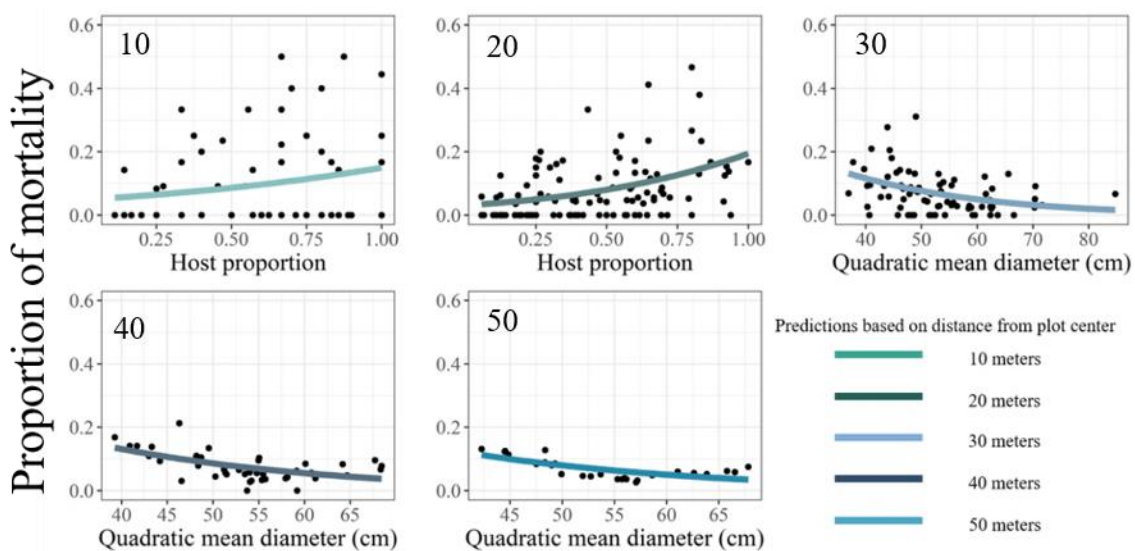 Proportion of mortality
10
0.6
0.4
0.2
0.0
0.25 0.50 0.75 1.00
Host proportion
20
0.6
0.4
0.2
0.0
0.25 0.50 0.75 1.00
Host proportion
30
0.6
0.4
0.2
0.0
40 50 60 70 80
Quadratic mean diameter (cm)
40
0.6
0.4
0.2
0.0
40 45 50 55 60 65
Quadratic mean diameter (cm)
50
0.6
0.4
0.2
0.0
45 50 55 60 65
Quadratic mean diameter (cm)
Predictions based on distance from plot center
10 meters
20 meters
30 meters
40 meters
50 meters